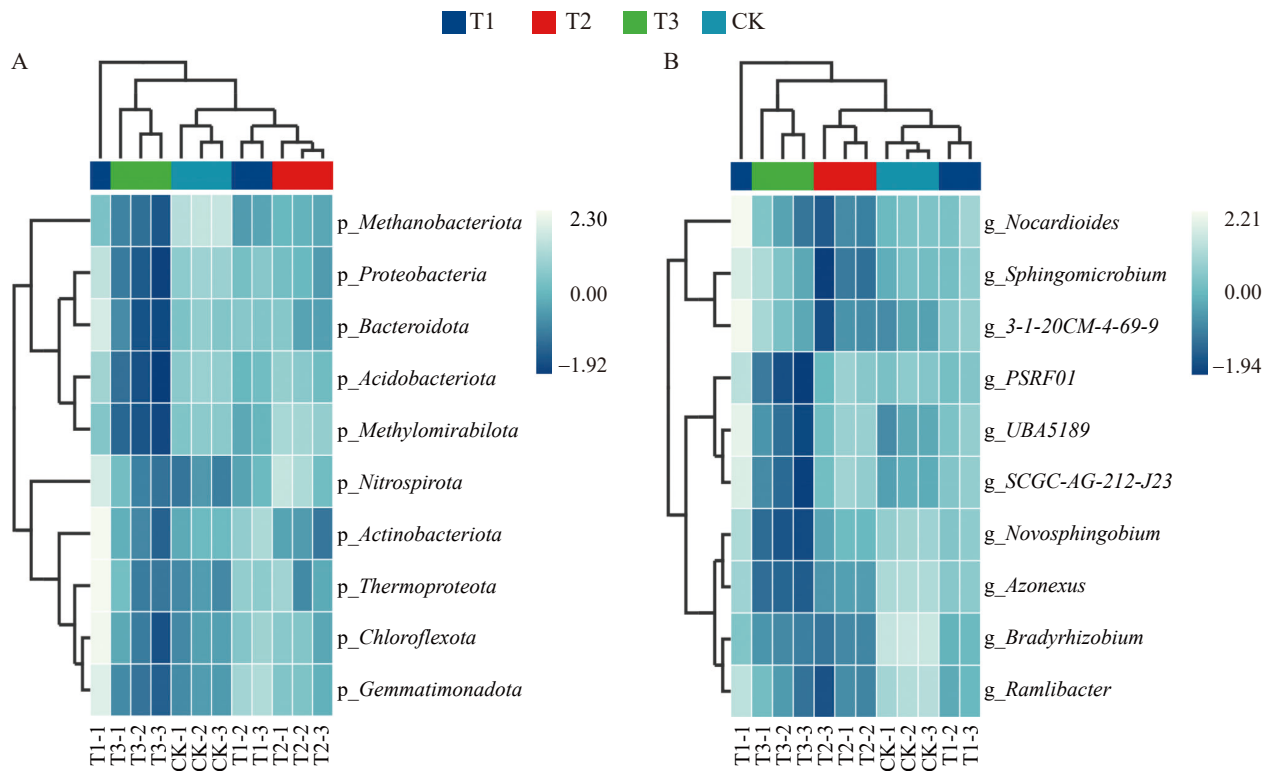 T1 T2 T3 CK
A
2.30
0.00
−1.92
p_Methanobacteriota
p_Proteobacteria
p_Bacteroidota
p_Acidobacteriota
p_Methylomirabilota
p_Nitrospirota
p_Actinobacteriota
p_Thermoproteota
p_Chloroflexota
p_Gemmatimonadota
T1-1 T3-1 T3-2 T3-3 CK-1 CK-2 CK-3 T1-2 T1-3 T2-1 T2-2 T2-3
B
2.21
0.00
−1.94
g_Nocardioides
g_Sphingomicrobium
g_3-1-20CM-4-69-9
g_PSRF01
g_UBA5189
g_SCGC-AG-212-J23
g_Novosphingobium
g_Azonexus
g_Bradyrhizobium
g_Ramlibacter
T1-1 T3-1 T3-2 T3-3 T2-3 T2-1 T2-2 CK-1 CK-2 CK-3 T1-2 T1-3